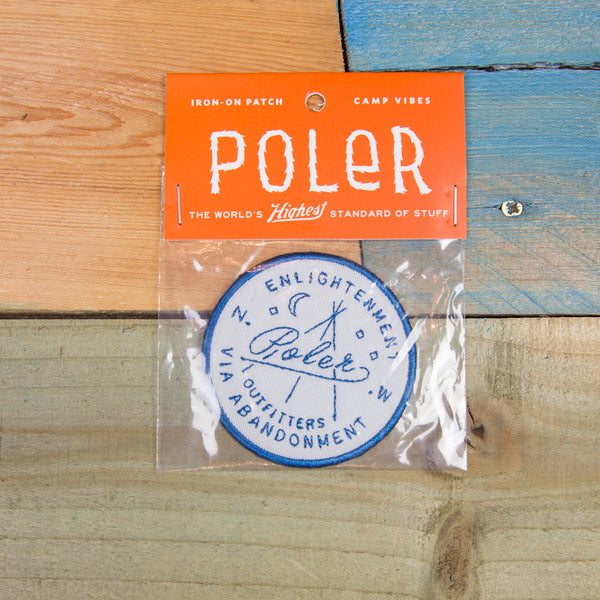 IRON-ON PATCH CAMP VIBES
POLER
THE WORLD'S Highest STANDARD OF STUFF
N. ENLIGHTENMENT W.
Poler
OUTFITTERS
VIA ABANDONMENT